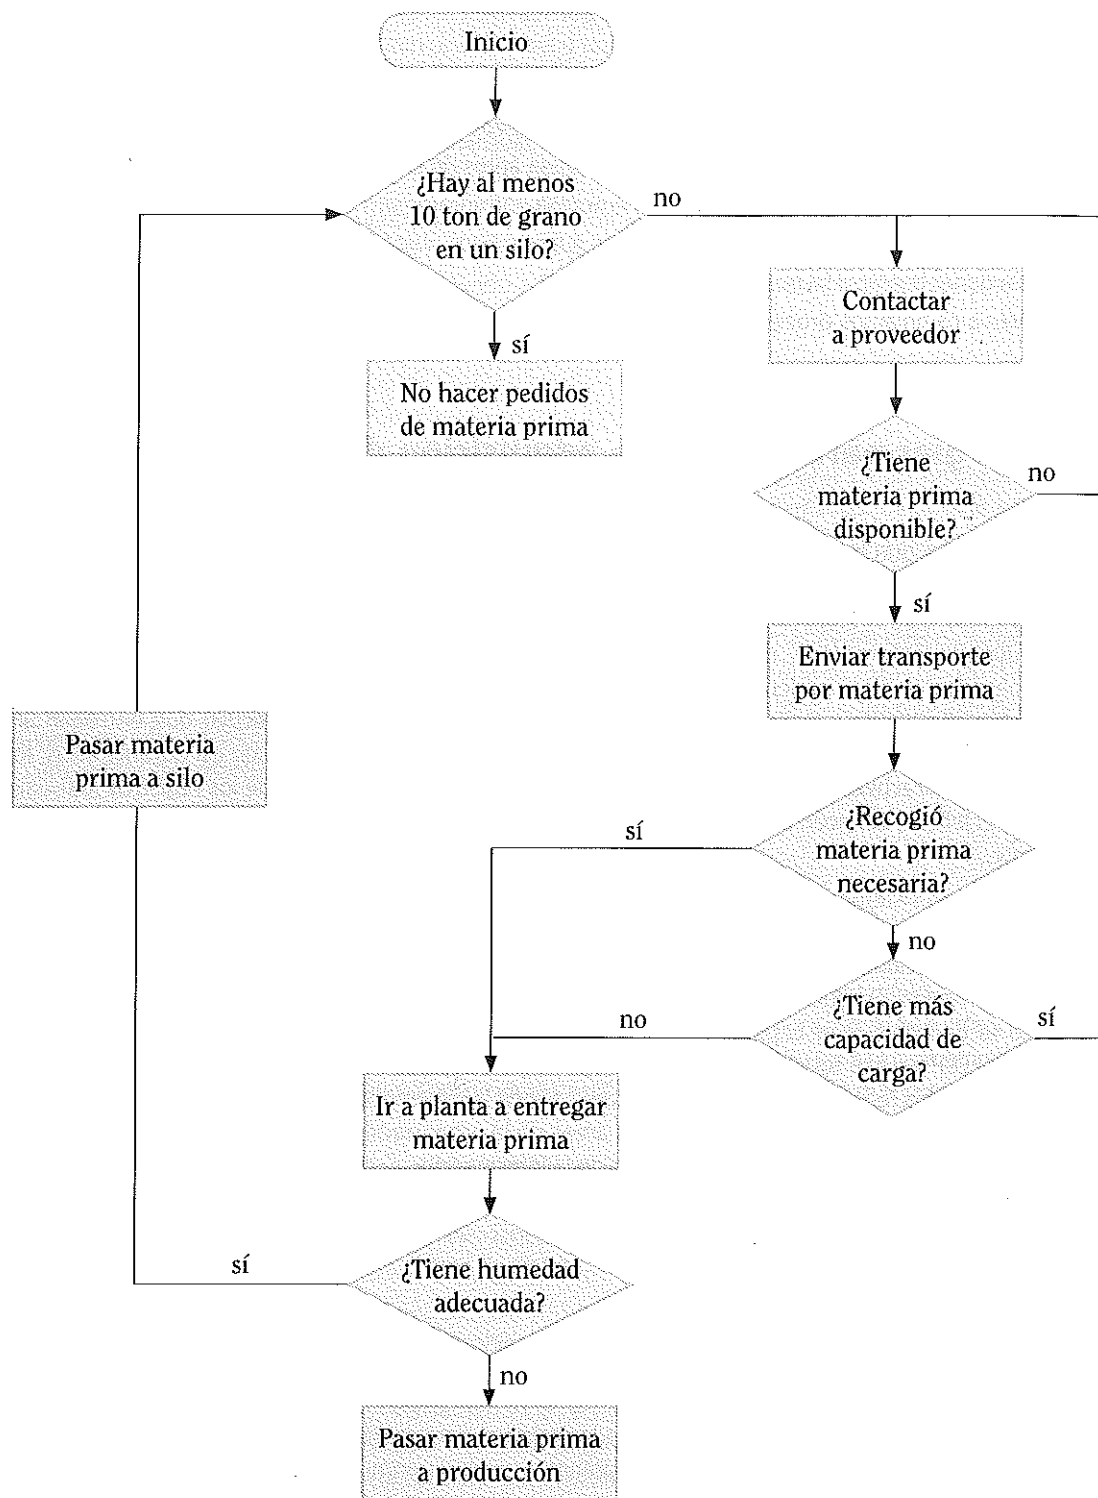 Inicio
¿Hay al menos
10 ton de grano
en un silo?
no
sí
No hacer pedidos
de materia prima
Contactar
a proveedor
¿Tiene
materia prima
disponible?
no
sí
Enviar transporte
por materia prima
Pasar materia
prima a silo
¿Recogió
materia prima
necesaria?
sí
no
¿Tiene más
capacidad de
carga?
no
sí
Ir a planta a entregar
materia prima
¿Tiene humedad
adecuada?
sí
no
Pasar materia prima
a producción